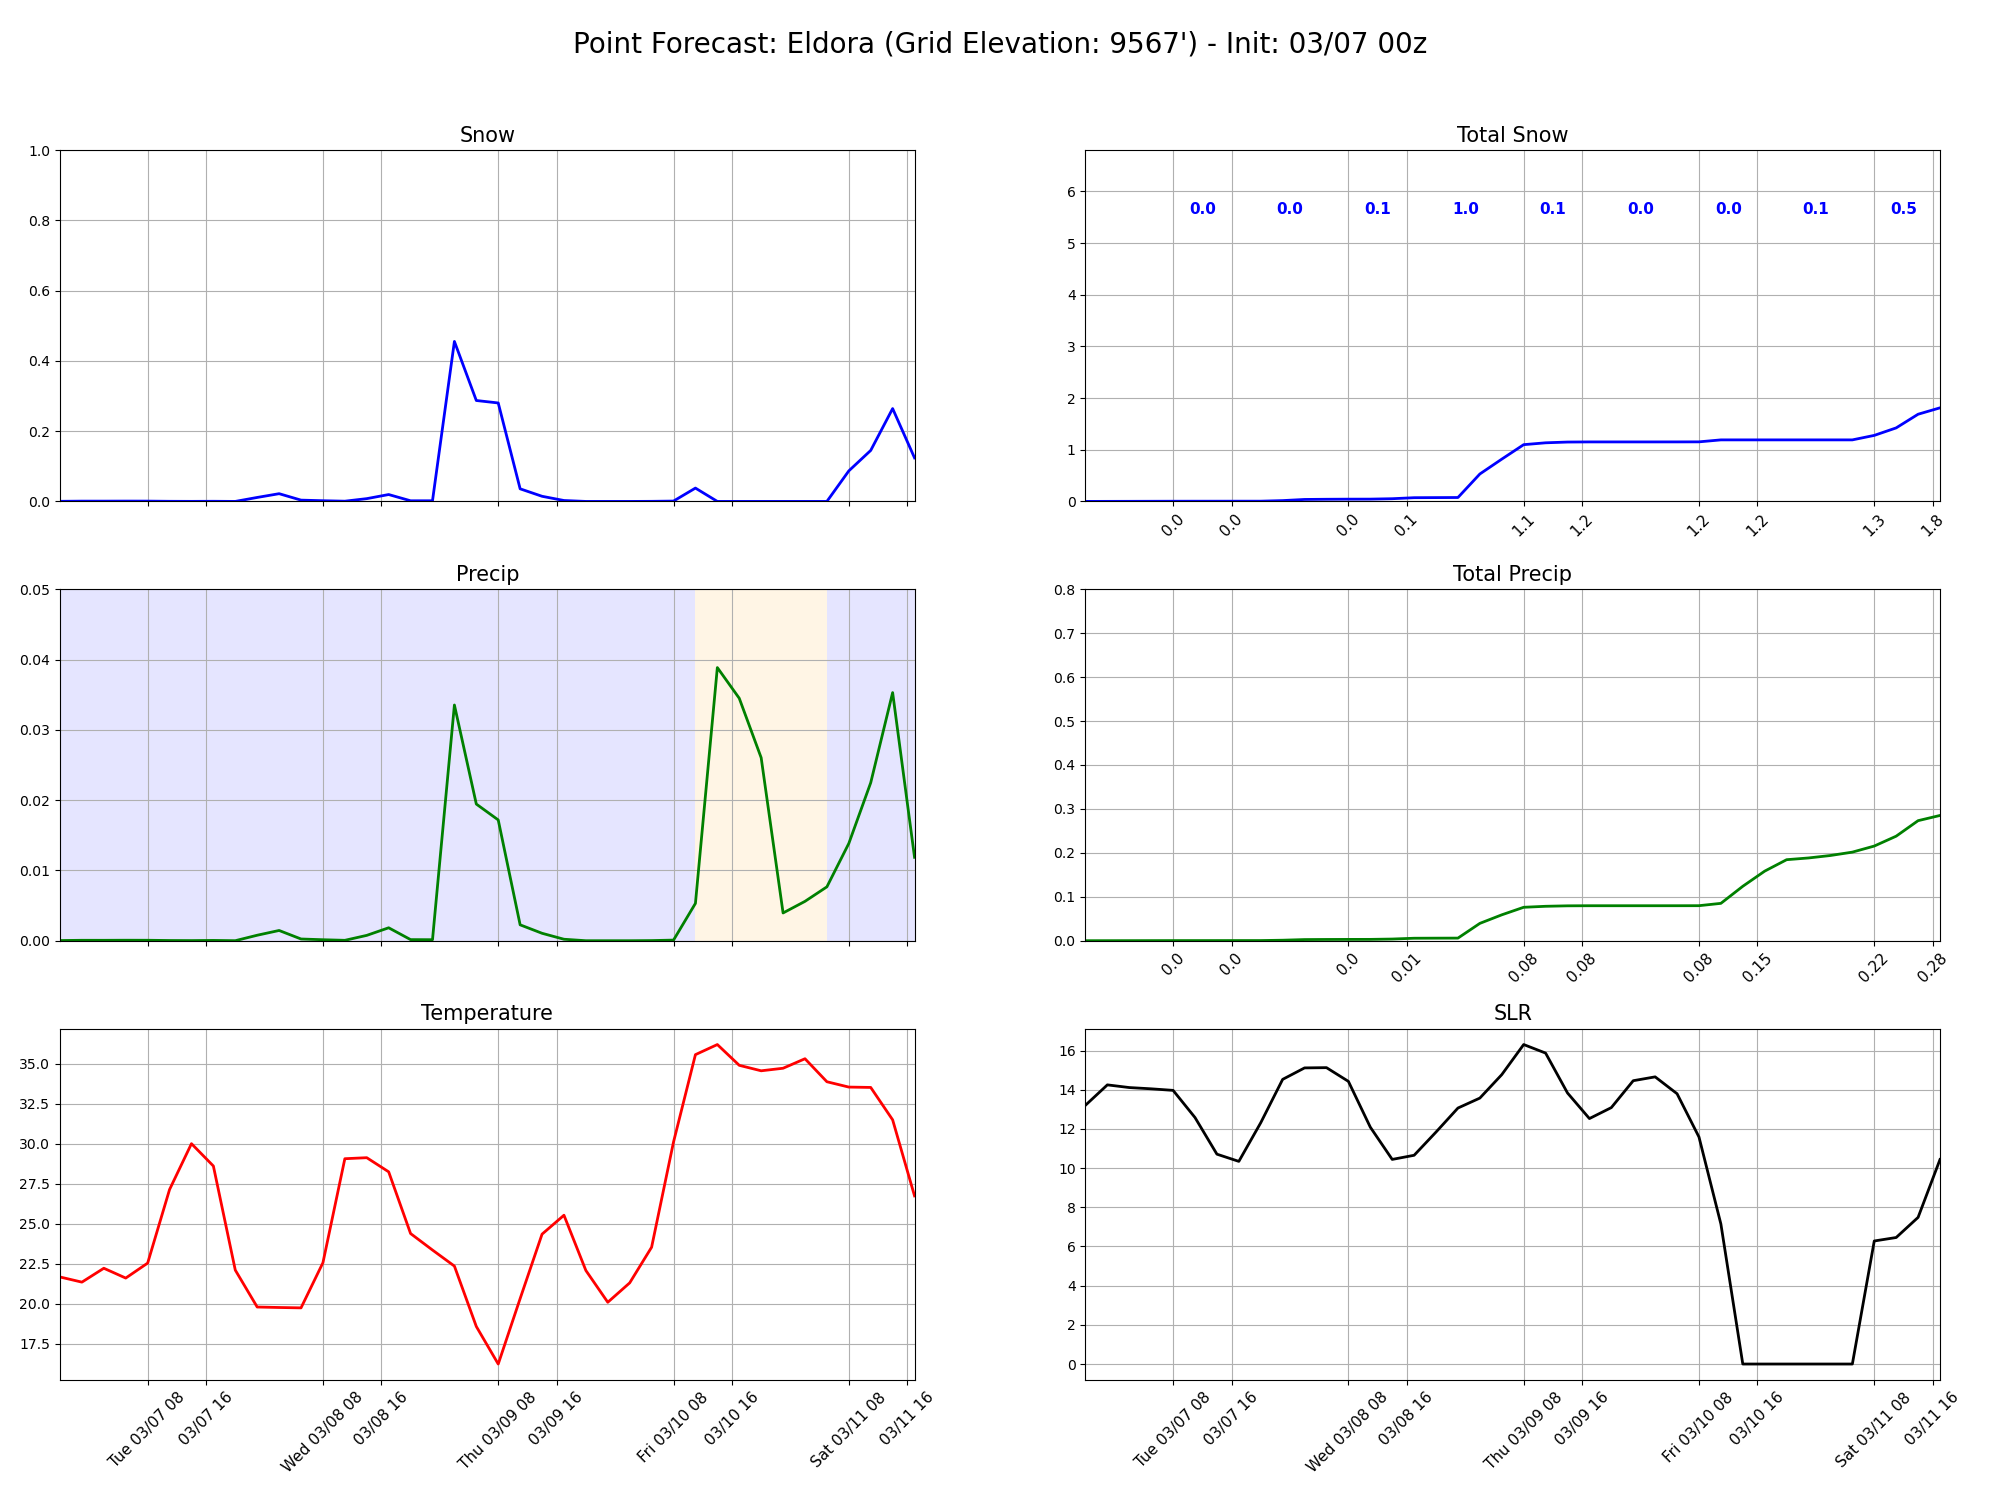 Point Forecast: Eldora (Grid Elevation: 9567') - Init: 03/07 00z
Snow
1.0
0.8
0.6
0.4
0.2
0.0
Total Snow
6
5
4
3
2
1
0
0.0 0.0 0.1 1.0 0.1 0.0 0.0 0.1 0.5
0.0 0.0 0.0 0.1 1.1 1.2 1.2 1.2 1.3 1.8
Precip
0.05
0.04
0.03
0.02
0.01
0.00
Total Precip
0.8
0.7
0.6
0.5
0.4
0.3
0.2
0.1
0.0
0.0 0.0 0.0 0.01 0.08 0.08 0.08 0.15 0.22 0.28
Temperature
35.0
32.5
30.0
27.5
25.0
22.5
20.0
17.5
Tue 03/07 08
03/07 16
Wed 03/08 08
03/08 16
Thu 03/09 08
03/09 16
Fri 03/10 08
03/10 16
Sat 03/11 08
03/11 16
SLR
16
14
12
10
8
6
4
2
0
Tue 03/07 08
03/07 16
Wed 03/08 08
03/08 16
Thu 03/09 08
03/09 16
Fri 03/10 08
03/10 16
Sat 03/11 08
03/11 16